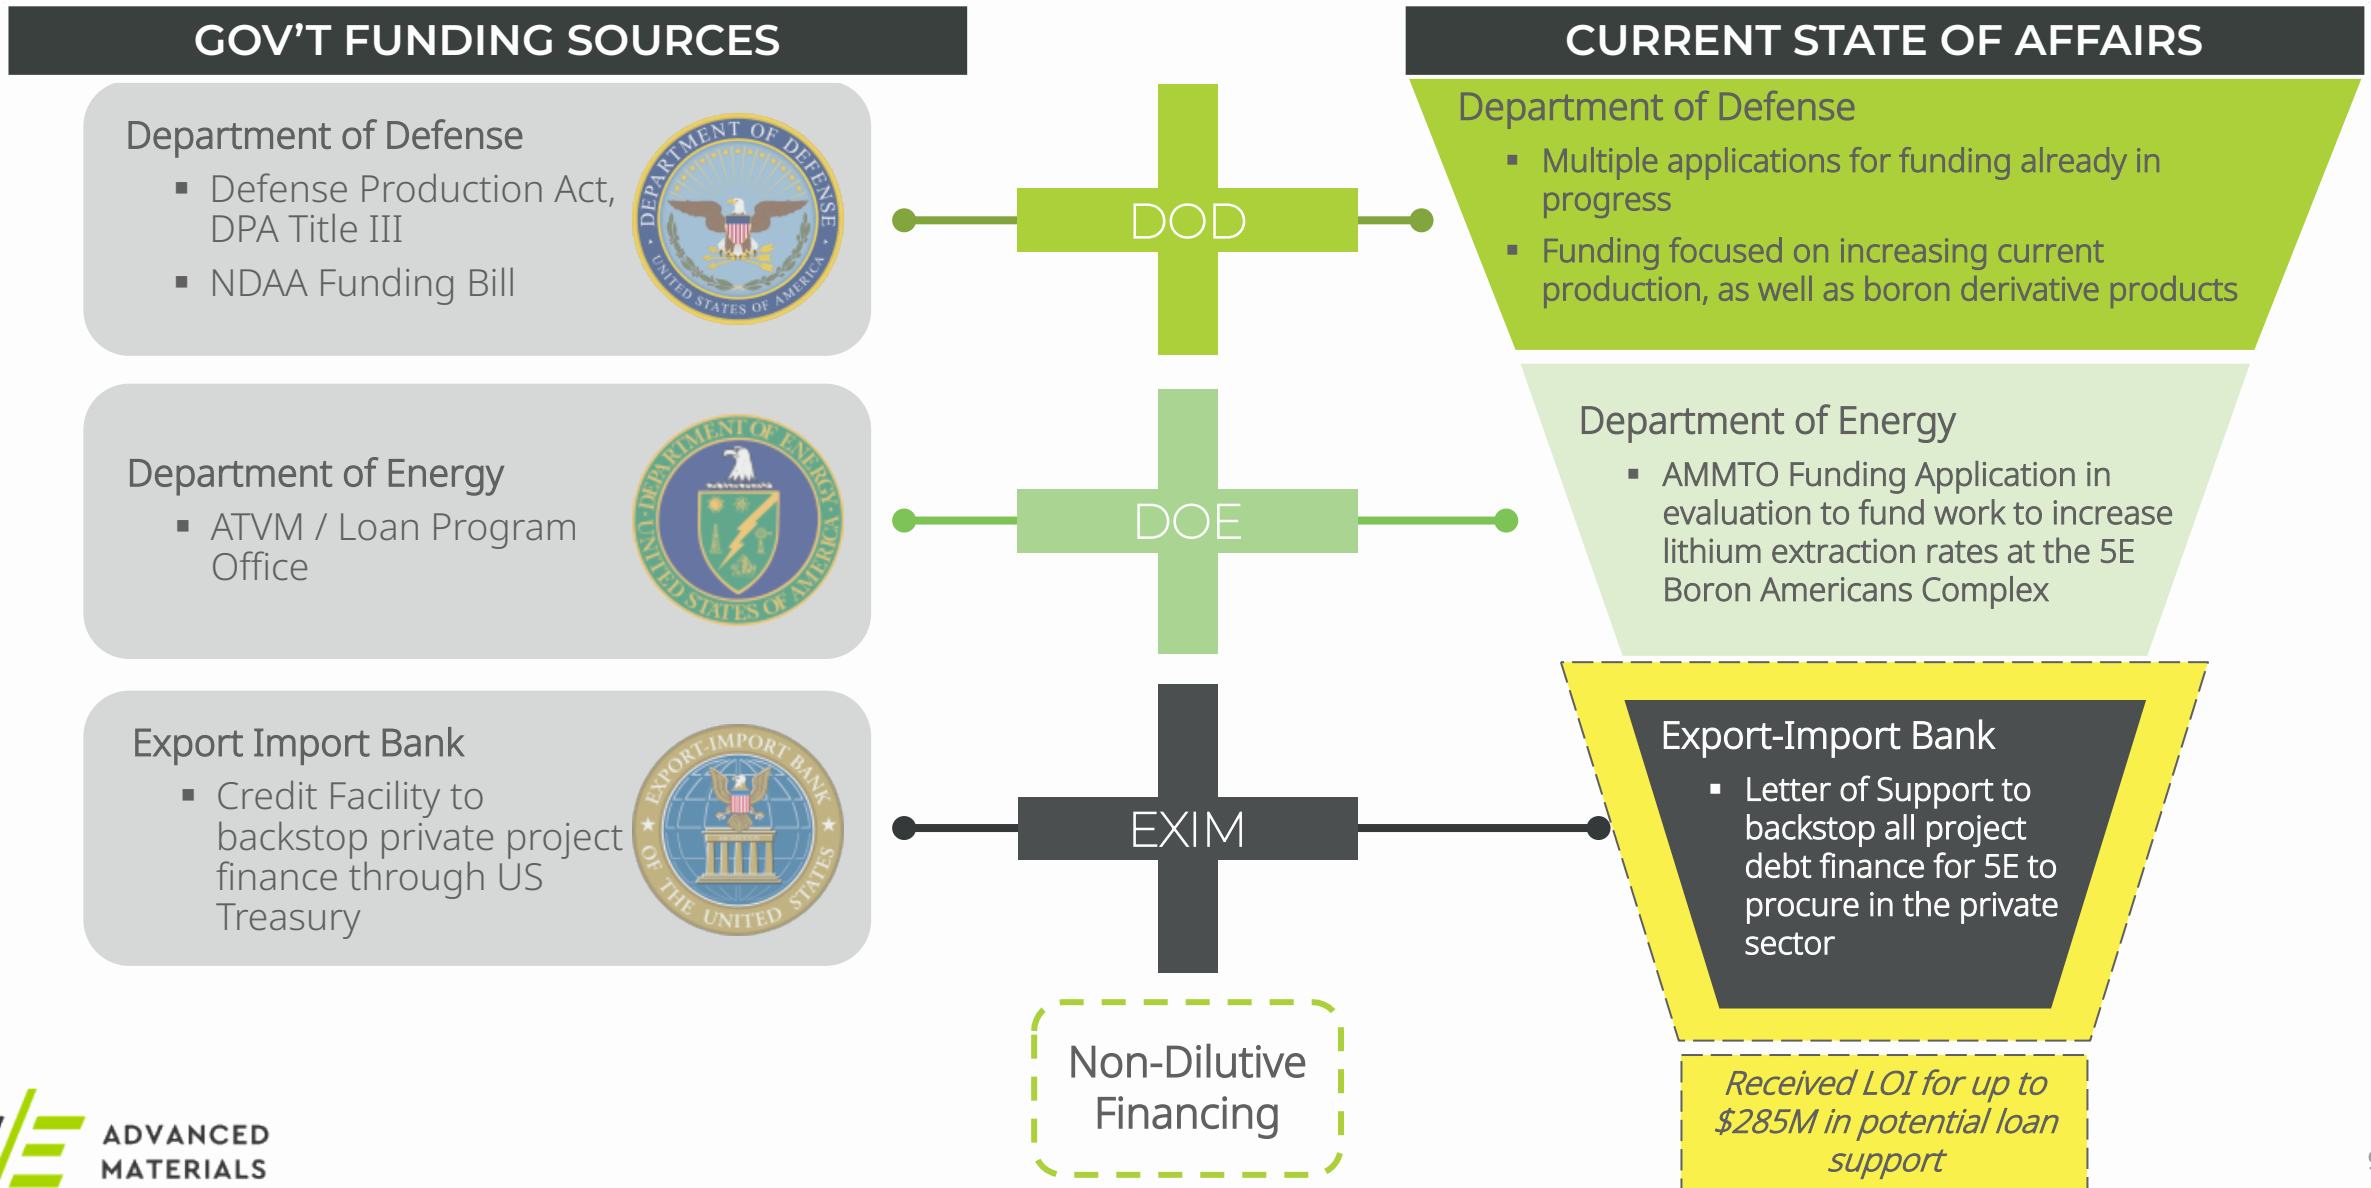 GOV'T FUNDING SOURCES
Department of Defense
▪ Defense Production Act,
DPA Title III
▪ NDAA Funding Bill
DEPARTMENT OF DEFENSE
UNITED STATES OF AMERICA
Department of Energy
▪ ATVM / Loan Program
Office
DEPARTMENT OF ENERGY
UNITED STATES OF AMERICA
Export Import Bank
▪ Credit Facility to
backstop private project
finance through US
Treasury
EXPORT-IMPORT BANK
OF THE UNITED STATES
DOD
DOE
EXIM
Non-Dilutive
Financing
CURRENT STATE OF AFFAIRS
Department of Defense
▪ Multiple applications for funding already in
progress
▪ Funding focused on increasing current
production, as well as boron derivative products
Department of Energy
▪ AMMTO Funding Application in
evaluation to fund work to increase
lithium extraction rates at the 5E
Boron Americans Complex
Export-Import Bank
▪ Letter of Support to
backstop all project
debt finance for 5E to
procure in the private
sector
Received LOI for up to
$285M in potential loan
support
ADVANCED
MATERIALS